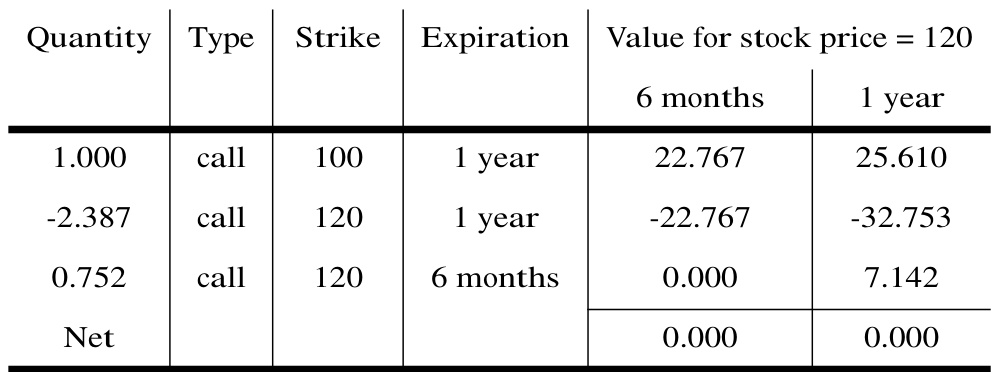 Quantity Type Strike Expiration Value for stock price = 120
6 months 1 year
1.000 call 100 1 year 22.767 25.610
-2.387 call 120 1 year -22.767 -32.753
0.752 call 120 6 months 0.000 7.142
Net 0.000 0.000